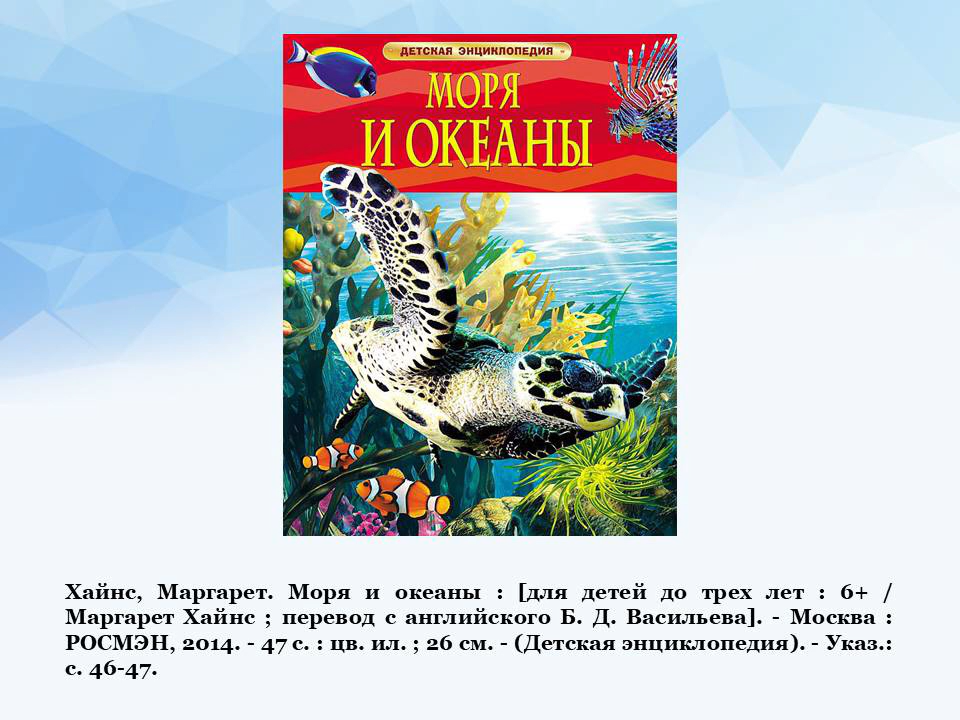 ДЕТСКАЯ ЭНЦИКЛОПЕДИЯ
МОРЯ
И ОКЕАНЫ
Хайнс, Маргарет. Моря и океаны : [для детей до трех лет : 6+ /
Маргарет Хайнс ; перевод с английского Б. Д. Васильева]. - Москва :
РОСМЭН, 2014. - 47 с. : цв. ил. ; 26 см. - (Детская энциклопедия). - Указ.:
с. 46-47.